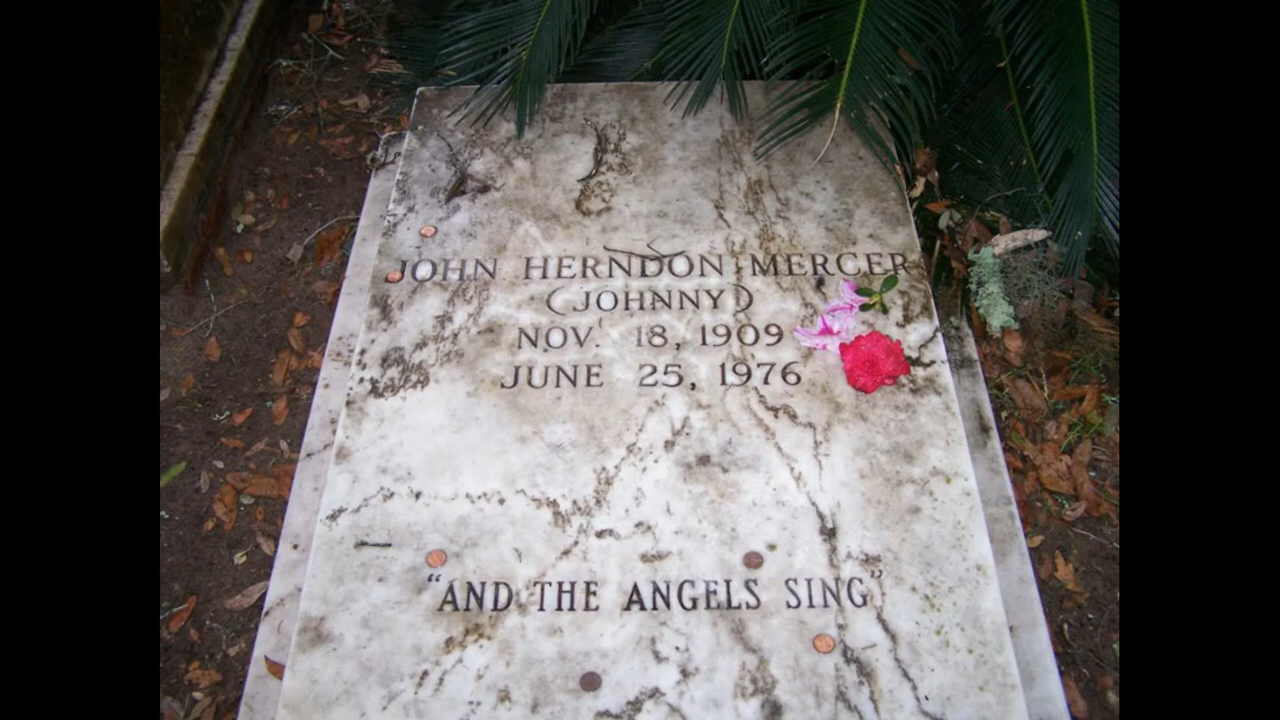 JOHN HERNDON MERCER
(JOHNNY)
NOV. 18, 1909
JUNE 25, 1976
"AND THE ANGELS SING"